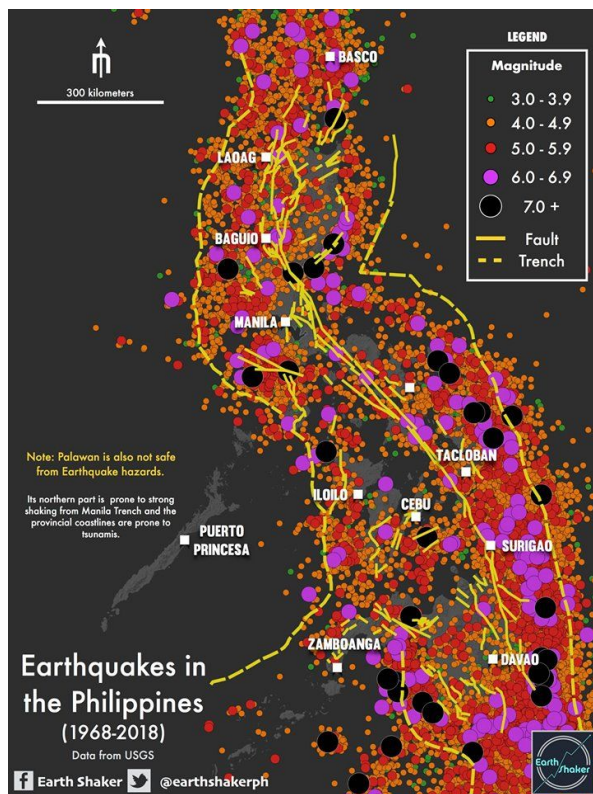 BASCO
300 kilometers
LAOAG
BAGUIO
MANILA
LEGEND
Magnitude
3.0 - 3.9
4.0 - 4.9
5.0 - 5.9
6.0 - 6.9
7.0 +
Fault
Trench
Note: Palawan is also not safe
from Earthquake hazards.
Its northern part is prone to strong
shaking from Manila Trench and the
provincial coastlines are prone to
tsunamis.
TACLOBAN
ILOILO
CEBU
PUERTO
PRINCESA
SURIGAO
ZAMBOANGA
DAVAO
Earthquakes in
the Philippines
(1968-2018)
Data from USGS
f Earth Shaker @earthshakerph
Earth
Shaker